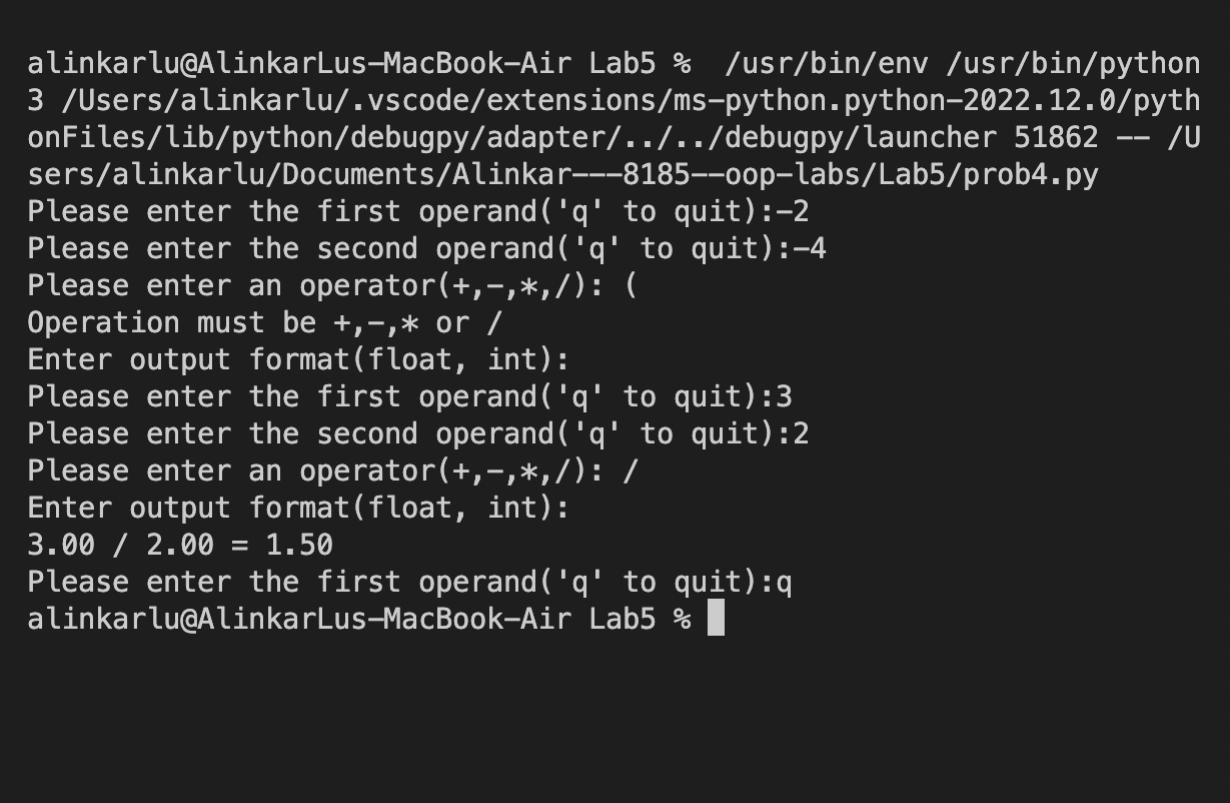 alinkarlu@AlinkarLus-MacBook-Air Lab5 %  /usr/bin/env /usr/bin/python
3 /Users/alinkarlu/.vscode/extensions/ms-python.python-2022.12.0/pyth
onFiles/lib/python/debugpy/adapter/../../debugpy/launcher 51862 -- /U
sers/alinkarlu/Documents/Alinkar---8185--oop-labs/Lab5/prob4.py
Please enter the first operand('q' to quit):-2
Please enter the second operand('q' to quit):-4
Please enter an operator(+,-,*,/): (
Operation must be +,-,* or /
Enter output format(float, int):
Please enter the first operand('q' to quit):3
Please enter the second operand('q' to quit):2
Please enter an operator(+,-,*,/): /
Enter output format(float, int):
3.00 / 2.00 = 1.50
Please enter the first operand('q' to quit):q
alinkarlu@AlinkarLus-MacBook-Air Lab5 %